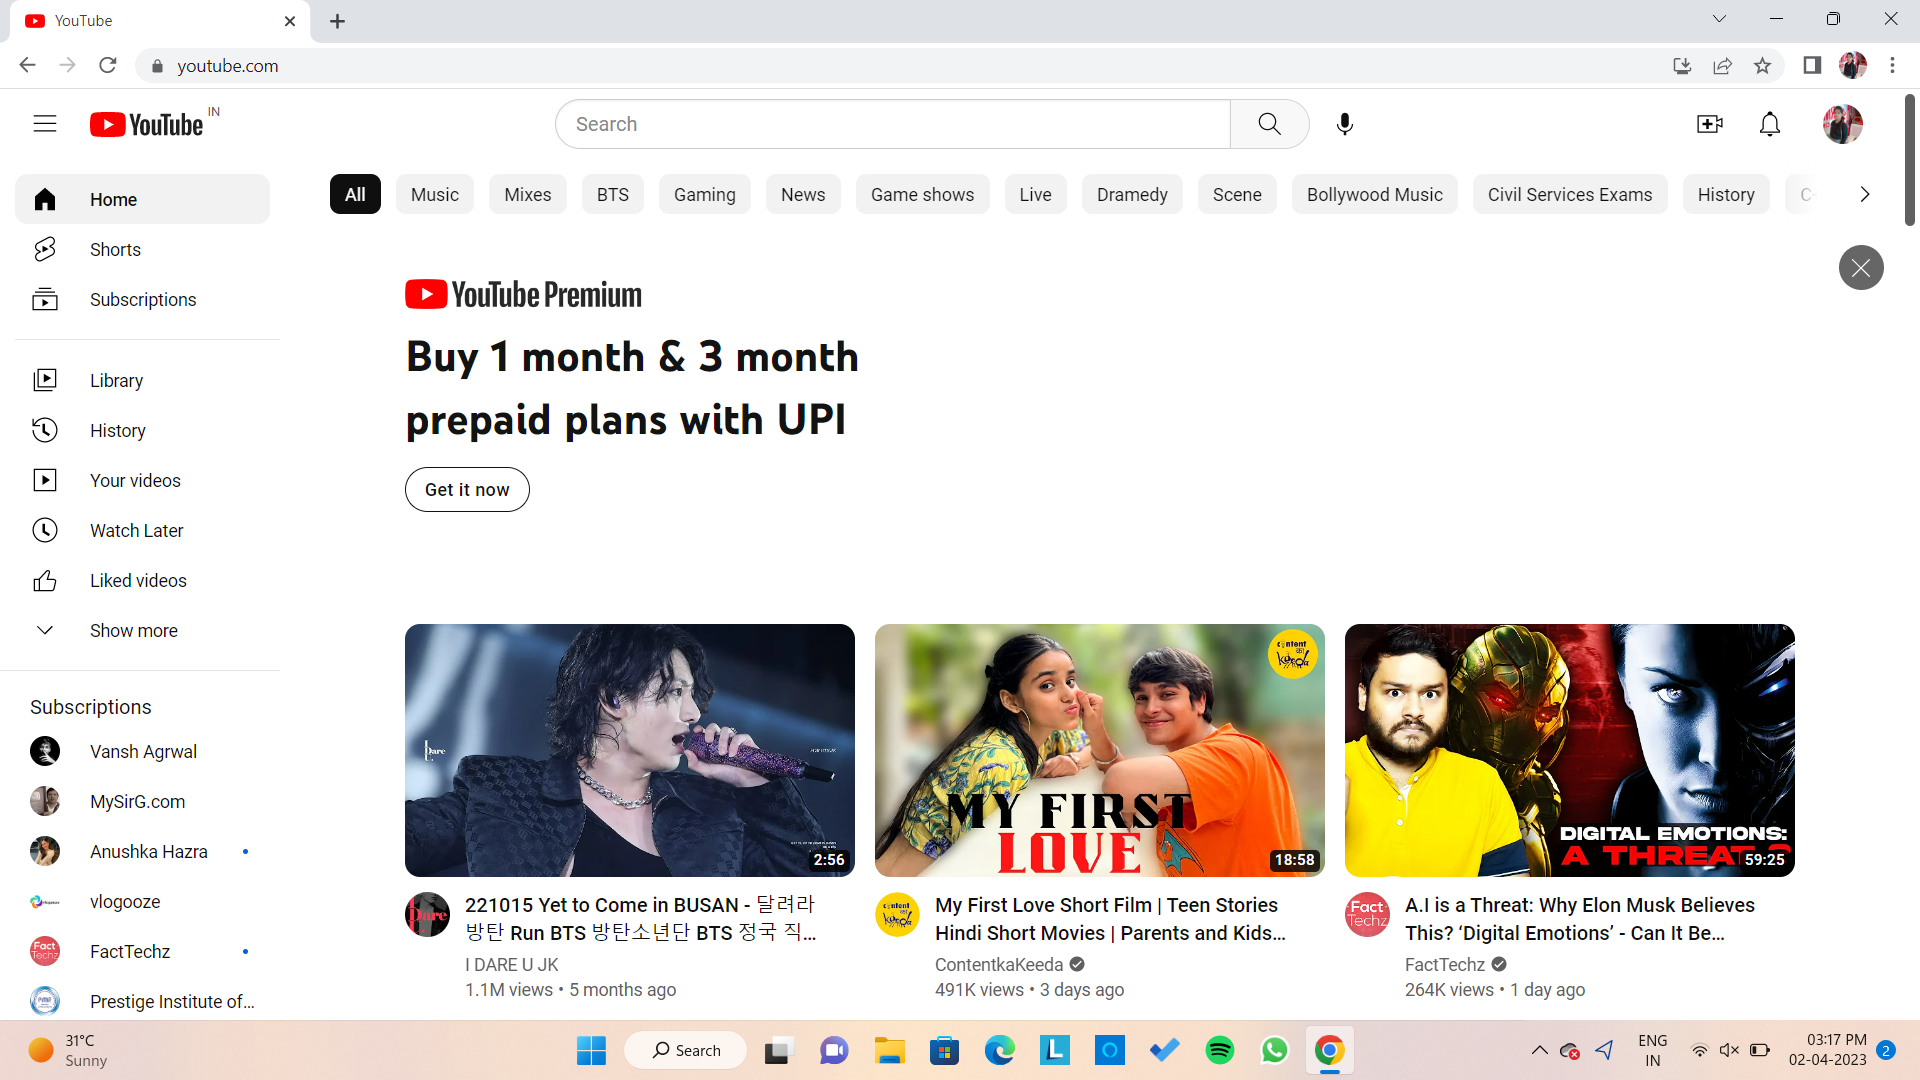 YouTube
youtube.com
YouTube IN
Search
Home
Shorts
Subscriptions
Library
History
Your videos
Watch Later
Liked videos
Show more
Subscriptions
Vansh Agrwal
MySirG.com
Anushka Hazra
vlogooze
FactTechz
Prestige Institute of...
All Music Mixes BTS Gaming News Game shows Live Dramedy Scene Bollywood Music Civil Services Exams History C-
YouTube Premium
Buy 1 month & 3 month
prepaid plans with UPI
Get it now
Dare
2:56
Dare
221015 Yet to Come in BUSAN - 달려라
방탄 Run BTS 방탄소년단 BTS 정국 직...
I DARE U JK
1.1M views • 5 months ago
content
keeda
MY FIRST
LOVE
18:58
content
keeda
My First Love Short Film | Teen Stories
Hindi Short Movies | Parents and Kids...
ContentkaKeeda
491K views • 3 days ago
DIGITAL EMOTIONS:
A THREAT ?
59:25
Fact
Techz
A.I is a Threat: Why Elon Musk Believes
This? ‘Digital Emotions’ - Can It Be...
FactTechz
264K views • 1 day ago
31°C
Sunny
Search
L
ENG
IN
03:17 PM
02-04-2023
2